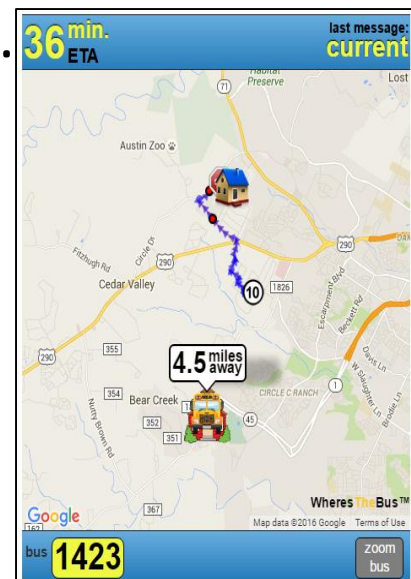 36 min. ETA
last message: current
Habitat Preserve
Lost
71
Austin Zoo
290
Fitzhugh Rd
Circle Dr
290
Cedar Valley
10
1826
Escarpment Blvd
Beckett Rd
355
290
4.5 miles away
Davis Ln
W Slaughter Ln
Brodie Ln
1
CIRCLE C RANCH
354
Bear Creek
45
352
351
Nutty Brown Rd
367
WheresTheBus™
Google
162
Map data ©2016 Google Terms of Use
bus 1423
zoom bus